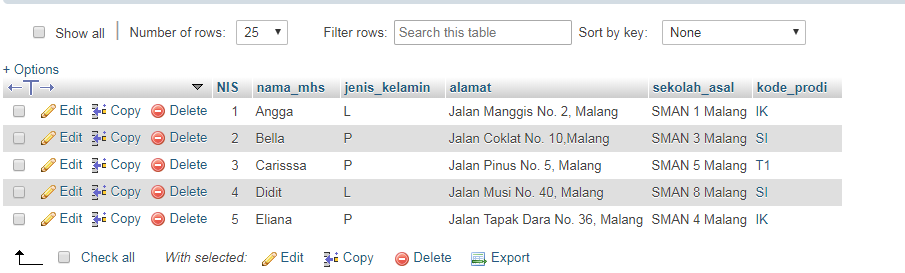 Show all Number of rows: 25 Filter rows: Search this table Sort by key: None
+ Options
←T→ NIS nama_mhs jenis_kelamin alamat sekolah_asal kode_prodi
Edit Copy Delete 1 Angga L Jalan Manggis No. 2, Malang SMAN 1 Malang IK
Edit Copy Delete 2 Bella P Jalan Coklat No. 10,Malang SMAN 3 Malang SI
Edit Copy Delete 3 Carisssa P Jalan Pinus No. 5, Malang SMAN 5 Malang T1
Edit Copy Delete 4 Didit L Jalan Musi No. 40, Malang SMAN 8 Malang SI
Edit Copy Delete 5 Eliana P Jalan Tapak Dara No. 36, Malang SMAN 4 Malang IK
Check all With selected: Edit Copy Delete Export